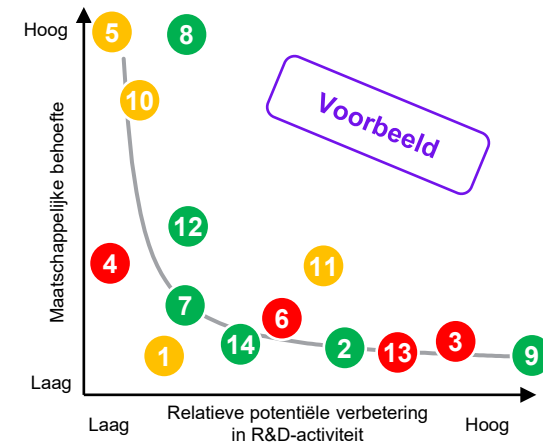 Hoog
5
8
10
Voorbeeld
Maatschappelijke behoefte
12
4
11
7
6
14
1
2
13
3
9
Laag
Laag
Relatieve potentiële verbetering
in R&D-activiteit
Hoog